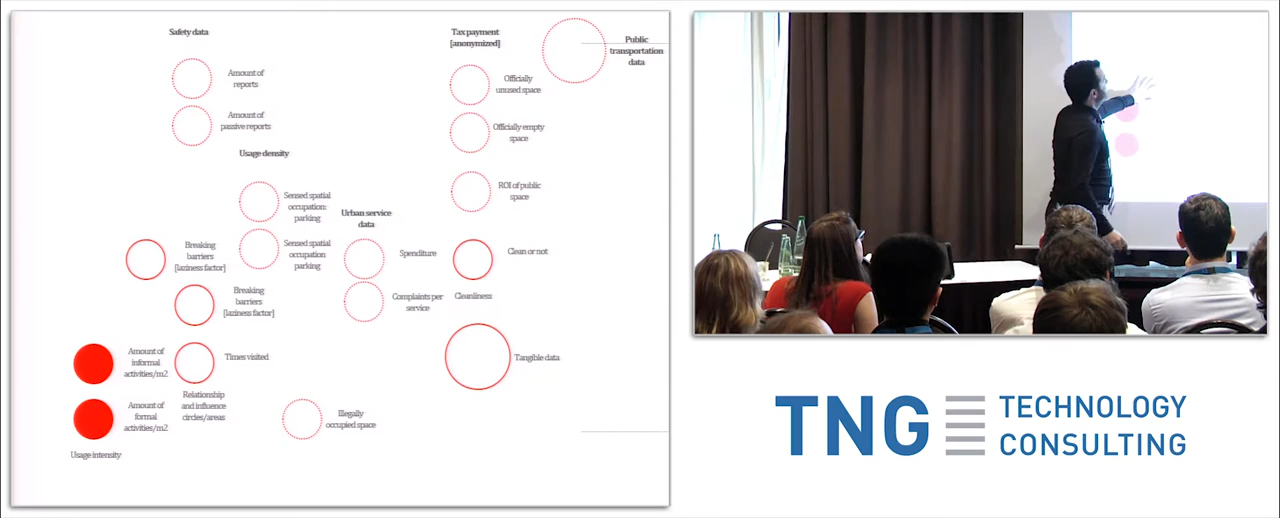 Safety data
Amount of
reports
Amount of
passive reports
Usage density
Sensed spatial
occupation:
parking
Sensed spatial
occupation
parking
Urban service
data
Spenditure
Complaints per
service
Tax payment
[anonymized]
Officially
unused space
Officially empty
space
ROI of public
space
Clean or not
Cleanliness
Tangible data
Public
transportation
data
Breaking
barriers
[laziness factor]
Breaking
barriers
[laziness factor]
Amount of
informal
activities/m2
Times visited
Amount of
formal
activities/m2
Relationship
and influence
circles/areas
Illegally
occupied space
Usage intensity
TNG TECHNOLOGY
CONSULTING